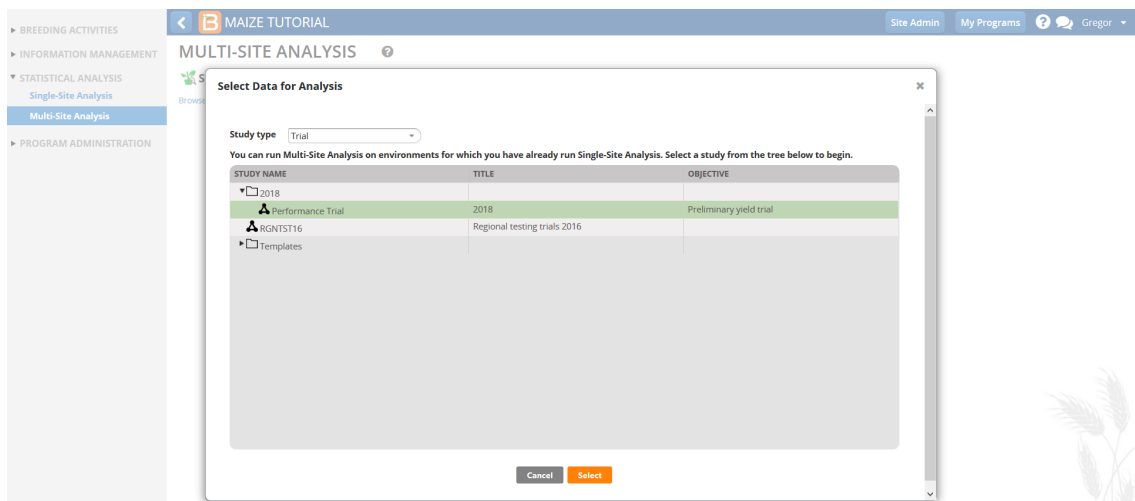 MAIZE TUTORIAL
Site Admin
My Programs
Gregor
BREEDING ACTIVITIES
INFORMATION MANAGEMENT
STATISTICAL ANALYSIS
Single-Site Analysis
Multi-Site Analysis
PROGRAM ADMINISTRATION
MULTI-SITE ANALYSIS
S
Browse
Select Data for Analysis
Study type Trial
You can run Multi-Site Analysis on environments for which you have already run Single-Site Analysis. Select a study from the tree below to begin.
STUDY NAME TITLE OBJECTIVE
2018
Performance Trial 2018 Preliminary yield trial
RGNTST16 Regional testing trials 2016
Templates
Cancel Select